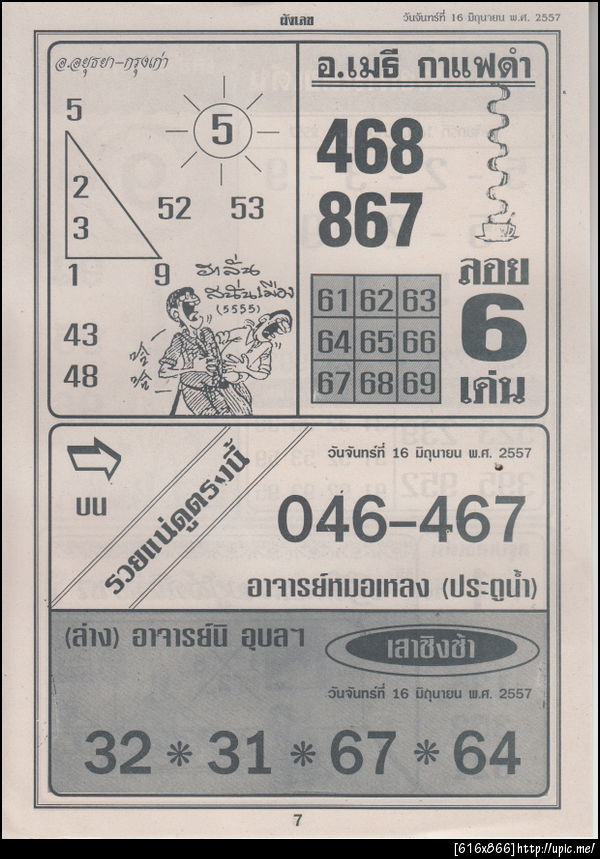 ผังเลข
วันจันทร์ที่ 16 มิถุนายน พ.ศ. 2557
อ.อยุธยา-กรุงเก่า
5
5
2
3
52 53
1 9
ฮาลั่น
สนั่นเมือง
(5555)
43
48
ฮ่า
ฮ่า
อ.เมธี กาแฟดำ
468
867
61 62 63
64 65 66
67 68 69
ลอย
6
เด่น
บน
รวยแน่ดูตรงนี้
วันจันทร์ที่ 16 มิถุนายน พ.ศ. 2557
046-467
อาจารย์หมอเหลง (ประตูน้ำ)
(ล่าง) อาจารย์นิ อุบลฯ
เสาชิงช้า
วันจันทร์ที่ 16 มิถุนายน พ.ศ. 2557
32 * 31 * 67 * 64
7
[616x866]http://upic.me/